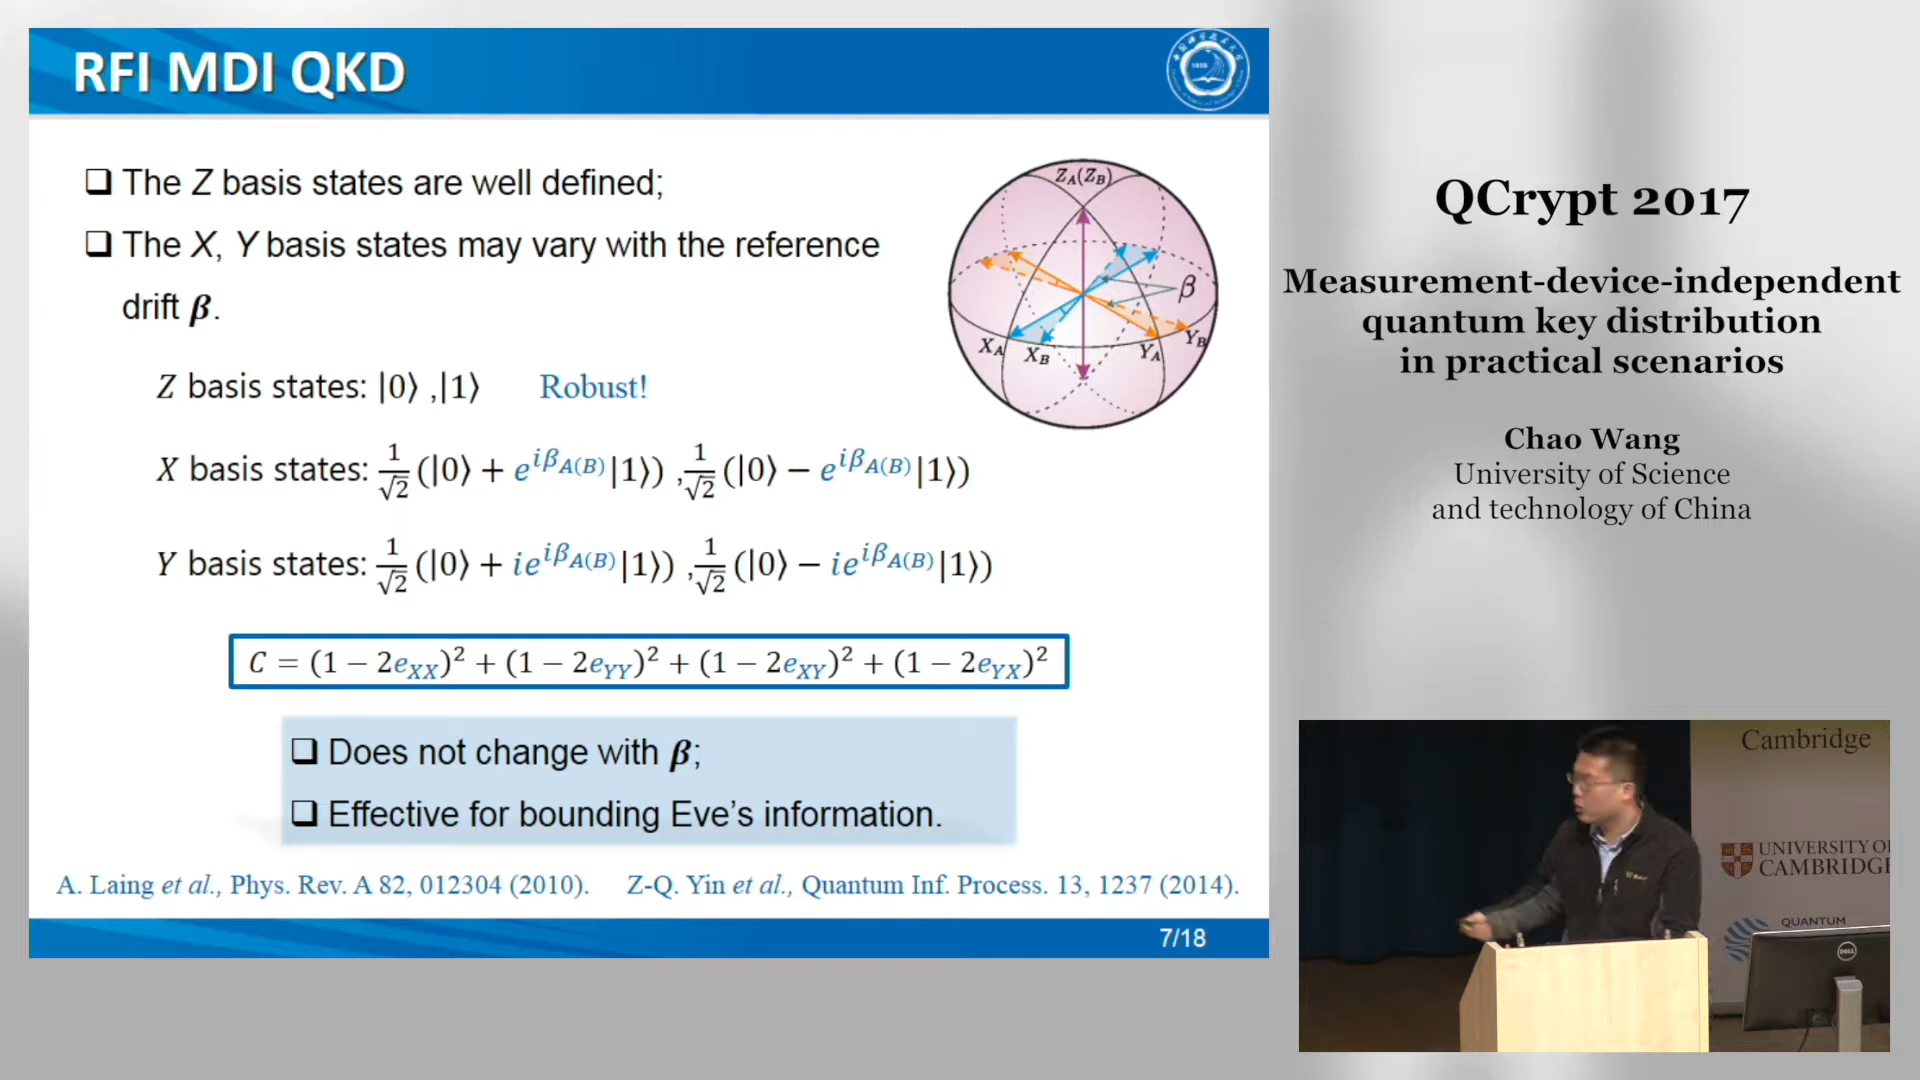 RFI MDI QKD
❑ The Z basis states are well defined;
❑ The X, Y basis states may vary with the reference
drift β.
Z basis states: |0⟩ ,|1⟩ Robust!
X basis states: 1/√2 (|0⟩ + e^{iβ_{A(B)}}|1⟩) , 1/√2 (|0⟩ − e^{iβ_{A(B)}}|1⟩)
Y basis states: 1/√2 (|0⟩ + ie^{iβ_{A(B)}}|1⟩) , 1/√2 (|0⟩ − ie^{iβ_{A(B)}}|1⟩)
C = (1 − 2e_{XX})² + (1 − 2e_{YY})² + (1 − 2e_{XY})² + (1 − 2e_{YX})²
❑ Does not change with β;
❑ Effective for bounding Eve's information.
A. Laing et al., Phys. Rev. A 82, 012304 (2010). Z-Q. Yin et al., Quantum Inf. Process. 13, 1237 (2014).
7/18
Z_A(Z_B)
β
X_A X_B Y_A Y_B
QCrypt 2017
Measurement-device-independent
quantum key distribution
in practical scenarios
Chao Wang
University of Science
and technology of China
Cambridge
UNIVERSITY OF
CAMBRIDGE
QUANTUM
DELL